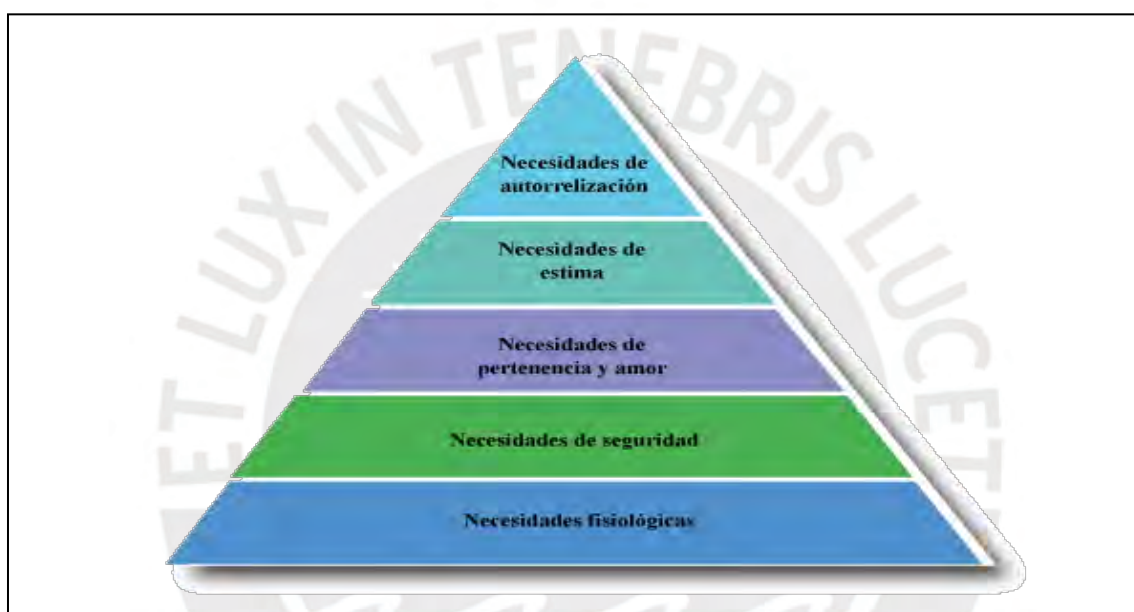 ET LUX IN TENEBRIS LUCET
Necesidades de
autorrelización
Necesidades de
estima
Necesidades de
pertenencia y amor
Necesidades de seguridad
Necesidades fisiológicas